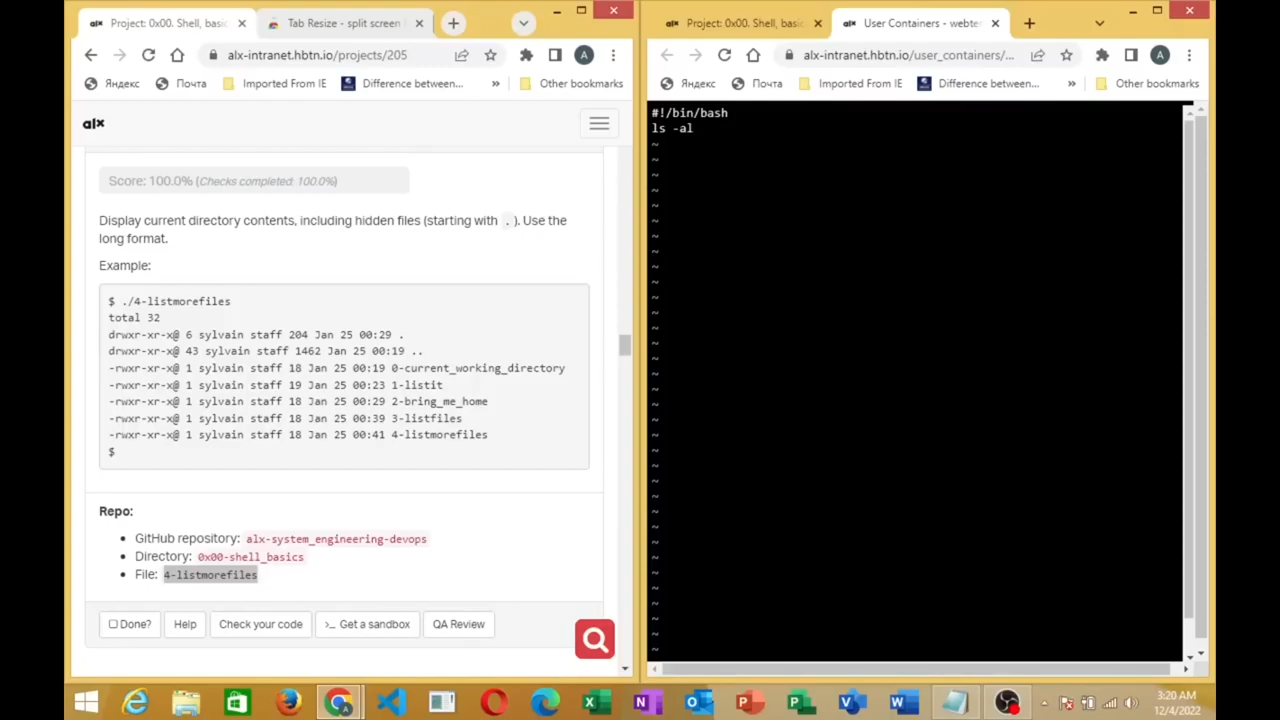 Project: 0x00. Shell, basic
Tab Resize - split screen
alx-intranet.hbtn.io/projects/205
Яндекс
Почта
Imported From IE
Difference between...
»
Other bookmarks
alx
Score: 100.0% (Checks completed: 100.0%)
Display current directory contents, including hidden files (starting with . ). Use the
long format.
Example:
$ ./4-listmorefiles
total 32
drwxr-xr-x@ 6 sylvain staff 204 Jan 25 00:29 .
drwxr-xr-x@ 43 sylvain staff 1462 Jan 25 00:19 ..
-rwxr-xr-x@ 1 sylvain staff 18 Jan 25 00:19 0-current_working_directory
-rwxr-xr-x@ 1 sylvain staff 19 Jan 25 00:23 1-listit
-rwxr-xr-x@ 1 sylvain staff 18 Jan 25 00:29 2-bring_me_home
-rwxr-xr-x@ 1 sylvain staff 18 Jan 25 00:39 3-listfiles
-rwxr-xr-x@ 1 sylvain staff 18 Jan 25 00:41 4-listmorefiles
$
Repo:
GitHub repository: alx-system_engineering-devops
Directory: 0x00-shell_basics
File: 4-listmorefiles
Done?
Help
Check your code
>_ Get a sandbox
QA Review
Project: 0x00. Shell, basic
User Containers - webter
alx-intranet.hbtn.io/user_containers/...
A
Яндекс
Почта
Imported From IE
Difference between...
»
Other bookmarks
#!/bin/bash
ls -al
3:20 AM
12/4/2022